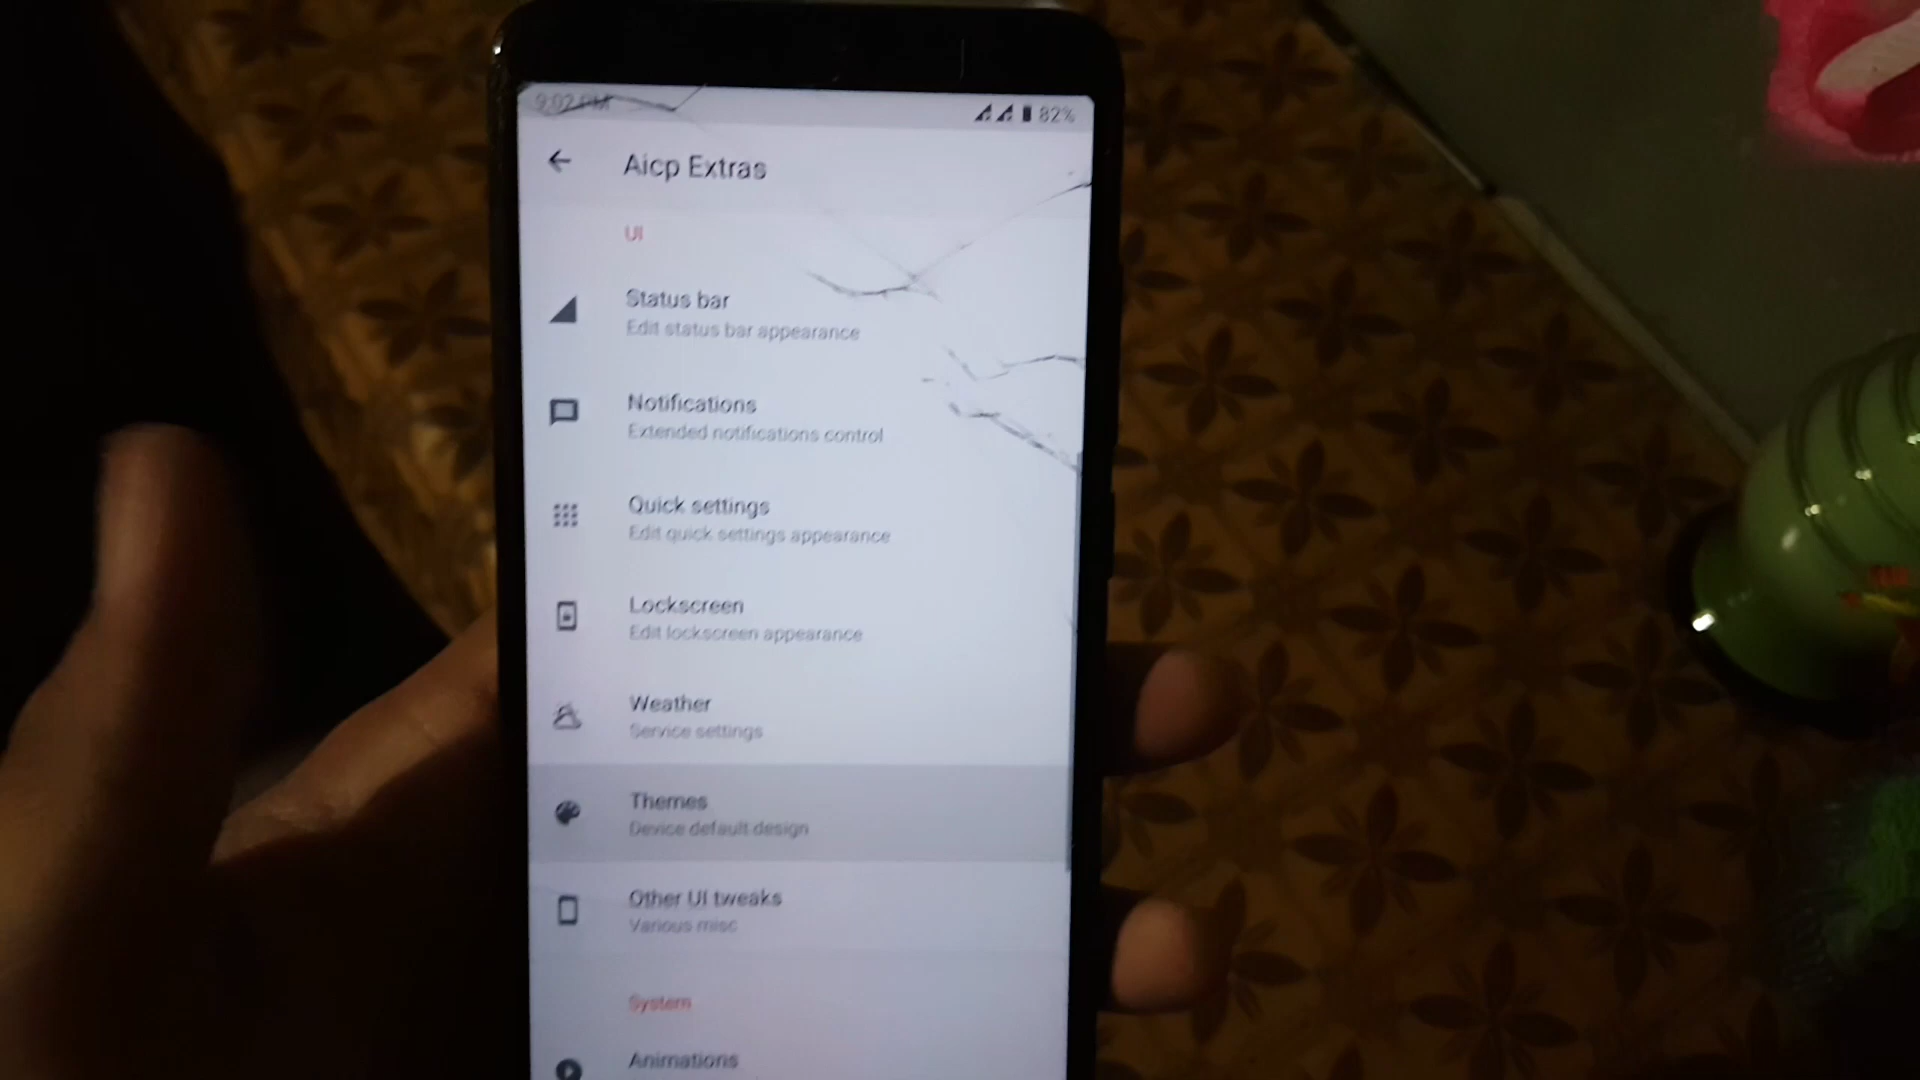 9:02 PM
82%
Aicp Extras
UI
Status bar
Edit status bar appearance
Notifications
Extended notifications control
Quick settings
Edit quick settings appearance
Lockscreen
Edit lockscreen appearance
Weather
Service settings
Themes
Device default design
Other UI tweaks
Various misc
System
Animations